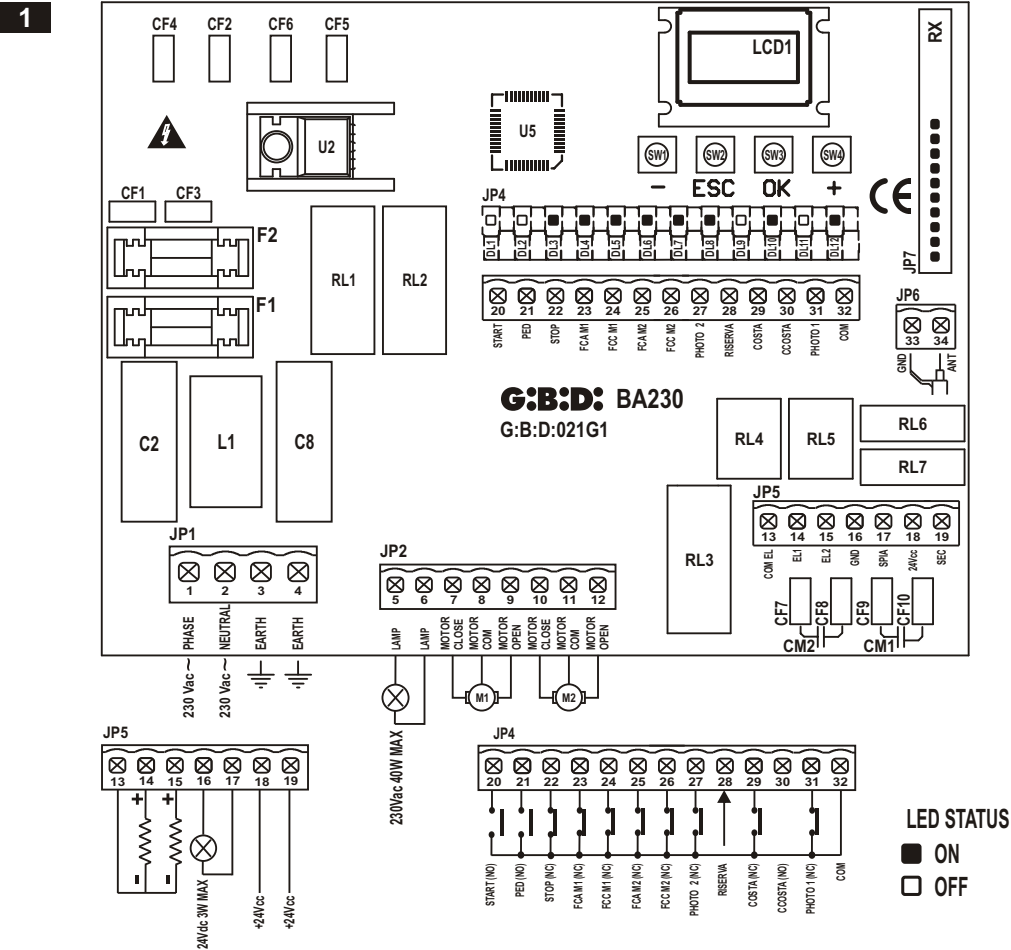 1
CF4 CF2 CF6 CF5
LCD1
RX
U2
U5
SW1 SW2 SW3 SW4
- ESC OK +
CE
CF1 CF3
JP4
F2
DL1 DL2 DL3 DL4 DL5 DL6 DL7 DL8 DL9 DL10 DL11 DL12
JP7
RL1 RL2
F1
20 21 22 23 24 25 26 27 28 29 30 31 32
START PED STOP FCA M1 FCC M1 FCA M2 FCC M2 PHOTO 2 RISERVA COSTA CCOSTA PHOTO 1 COM
JP6
33 34
GND ANT
G:B:D: BA230
G:B:D:021G1
C2 L1 C8
RL4 RL5 RL6
RL7
JP5
13 14 15 16 17 18 19
COM EL EL1 EL2 GND SPIA 24Vcc SEC
RL3
CF7 CF8 CF9 CF10
CM2 CM1
JP1
1 2 3 4
PHASE NEUTRAL EARTH EARTH
230 Vac ~ 230 Vac ~
JP2
5 6 7 8 9 10 11 12
LAMP LAMP MOTOR CLOSE MOTOR COM MOTOR OPEN MOTOR CLOSE MOTOR COM MOTOR OPEN
M1 M2
230Vac 40W MAX
JP5
13 14 15 16 17 18 19
+ +
- -
24Vdc 3W MAX
+24Vcc +24Vcc
JP4
20 21 22 23 24 25 26 27 28 29 30 31 32
START (NO) PED (NO) STOP (NC) FCA M1 (NC) FCC M1 (NC) FCA M2 (NC) FCC M2 (NC) PHOTO 2 (NC) RISERVA COSTA (NC) CCOSTA (NO) PHOTO 1 (NC) COM
LED STATUS
ON
OFF